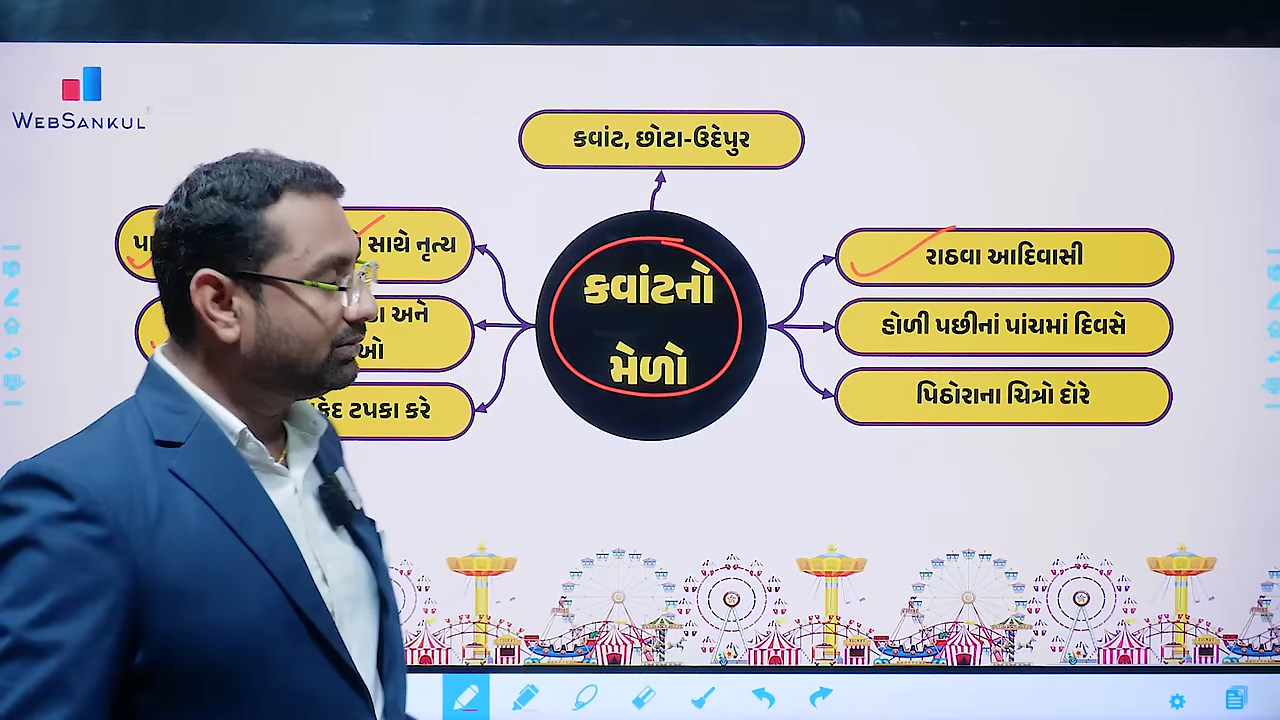 WEBSANKUL
કવાંટ, છોટા-ઉદેપુર
સાથે નૃત્ય
અને
ટપકા કરે
કવાંટનો
મેળો
રાઠવા આદિવાસી
હોળી પછીનાં પાંચમાં દિવસે
પિઠોરાના ચિત્રો દોરે